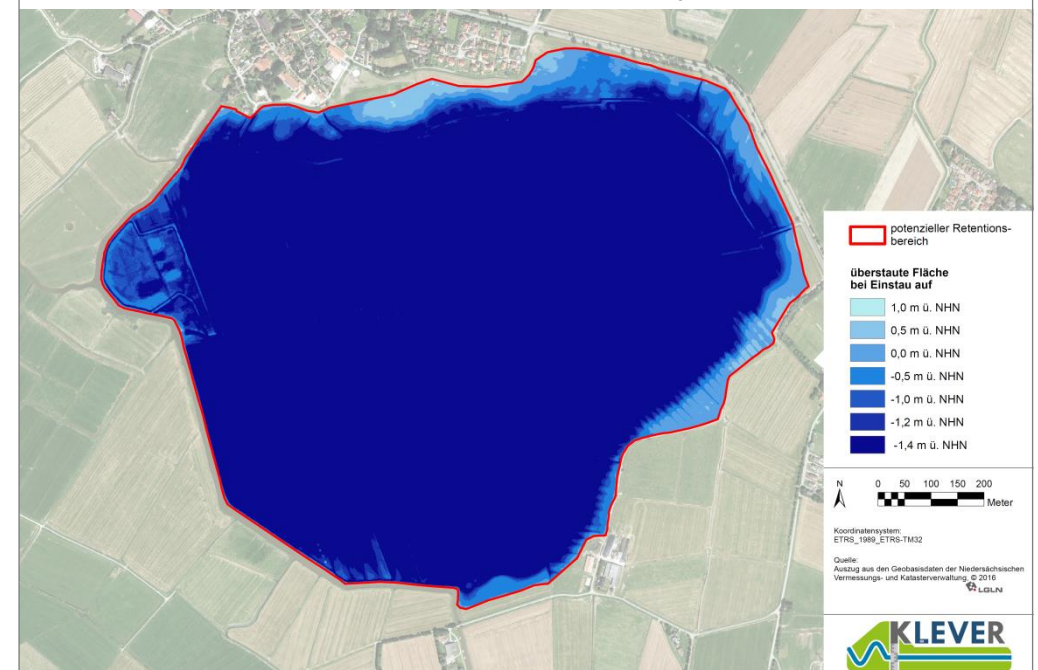 potenzieller Retentions-
bereich
überstaute Fläche
bei Einstau auf
1,0 m ü. NHN
0,5 m ü. NHN
0,0 m ü. NHN
-0,5 m ü. NHN
-1,0 m ü. NHN
-1,2 m ü. NHN
-1,4 m ü. NHN
N
0 50 100 150 200
Meter
Koordinatensystem:
ETRS_1989_ETRS-TM32
Quelle:
Auszug aus den Geobasisdaten der Niedersächsischen
Vermessungs- und Katasterverwaltung, © 2016
LGLN
KLEVER